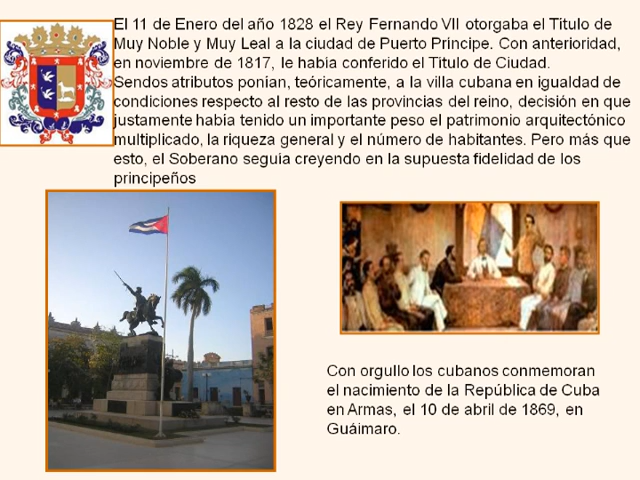 El 11 de Enero del año 1828 el Rey Fernando VII otorgaba el Titulo de
Muy Noble y Muy Leal a la ciudad de Puerto Principe. Con anterioridad,
en noviembre de 1817, le había conferido el Titulo de Ciudad.
Sendos atributos ponían, teóricamente, a la villa cubana en igualdad de
condiciones respecto al resto de las provincias del reino, decisión en que
justamente había tenido un importante peso el patrimonio arquitectónico
multiplicado, la riqueza general y el número de habitantes. Pero más que
esto, el Soberano seguía creyendo en la supuesta fidelidad de los
principeños
Con orgullo los cubanos conmemoran
el nacimiento de la República de Cuba
en Armas, el 10 de abril de 1869, en
Guáimaro.